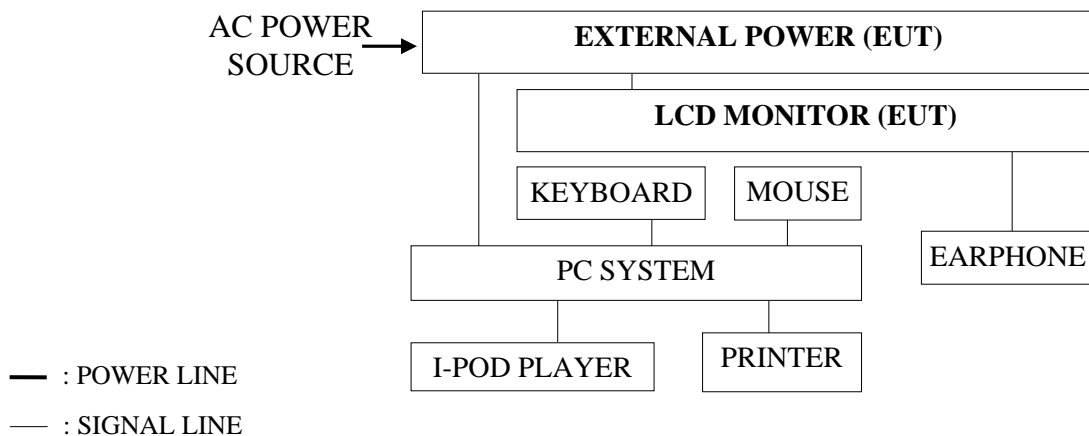 AC POWER
SOURCE
EXTERNAL POWER (EUT)
LCD MONITOR (EUT)
KEYBOARD
MOUSE
EARPHONE
PC SYSTEM
I-POD PLAYER
PRINTER
: POWER LINE
: SIGNAL LINE